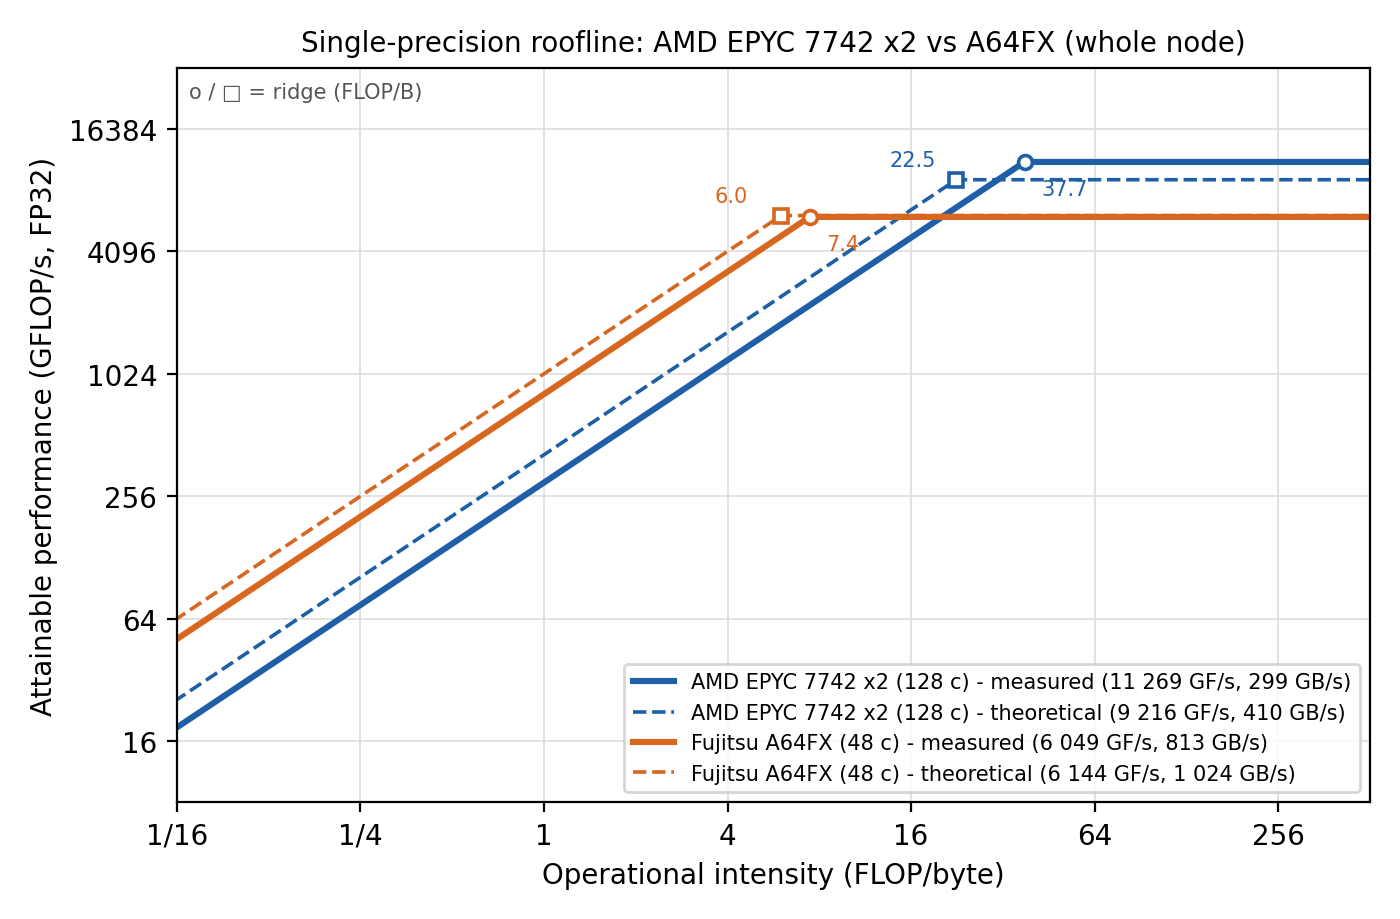 Single-precision roofline: AMD EPYC 7742 x2 vs A64FX (whole node)
o / □ = ridge (FLOP/B)
Attainable performance (GFLOP/s, FP32)
16384
4096
1024
256
64
16
22.5
37.7
6.0
7.4
AMD EPYC 7742 x2 (128 c) - measured (11 269 GF/s, 299 GB/s)
AMD EPYC 7742 x2 (128 c) - theoretical (9 216 GF/s, 410 GB/s)
Fujitsu A64FX (48 c) - measured (6 049 GF/s, 813 GB/s)
Fujitsu A64FX (48 c) - theoretical (6 144 GF/s, 1 024 GB/s)
1/16
1/4
1
4
16
64
256
Operational intensity (FLOP/byte)